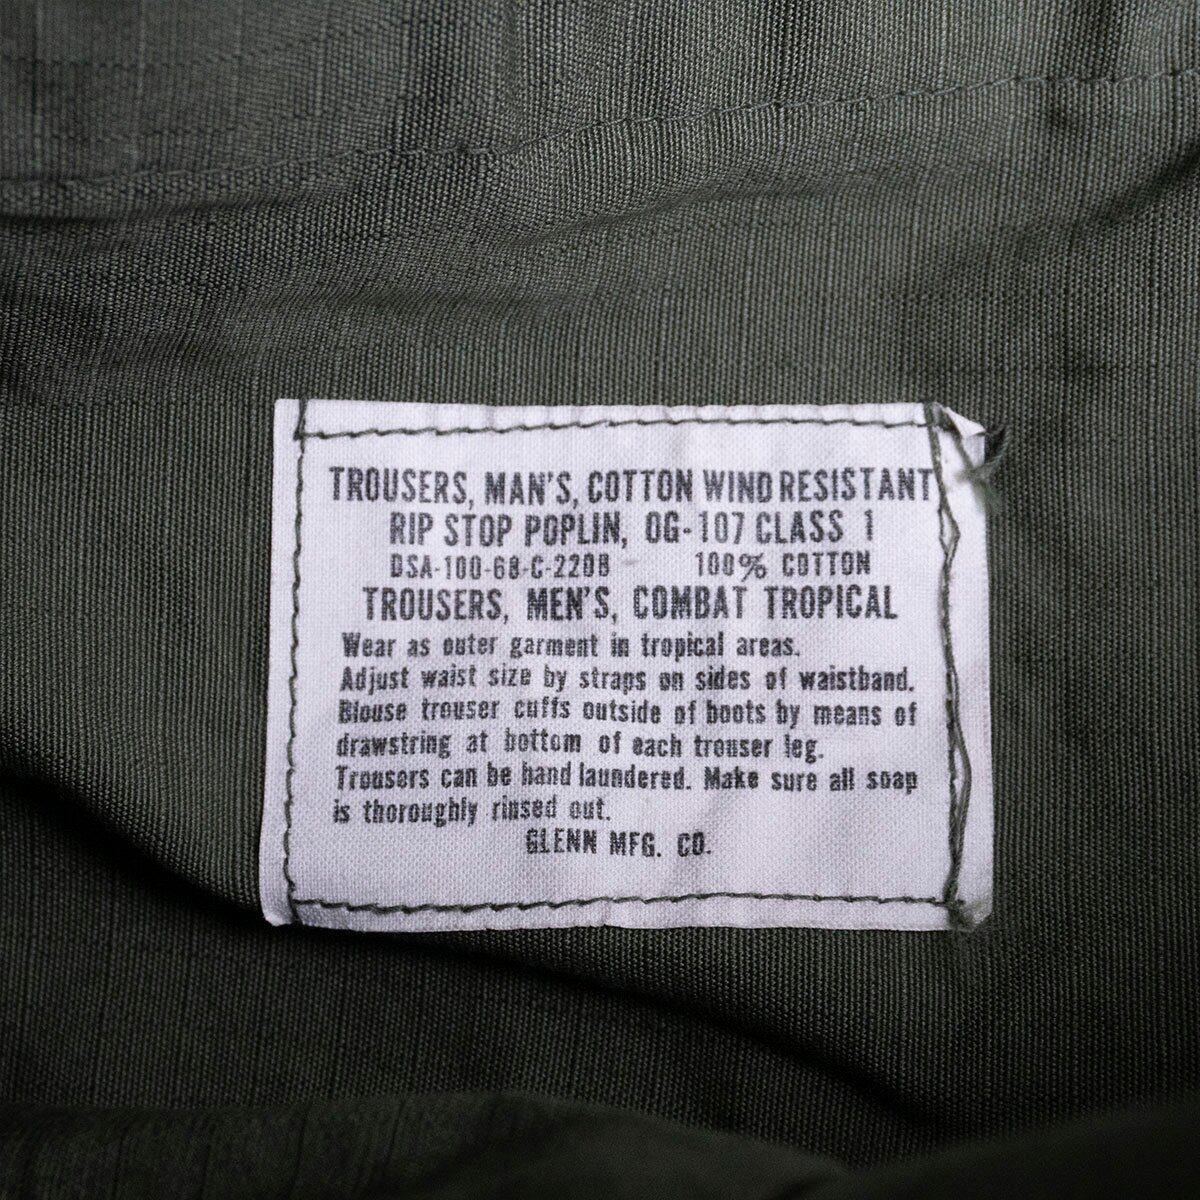 TROUSERS, MAN'S, COTTON WIND RESISTANT
RIP STOP POPLIN, OG-107 CLASS 1
DSA-100-68-C-2208 100% COTTON
TROUSERS, MEN'S, COMBAT TROPICAL
Wear as outer garment in tropical areas.
Adjust waist size by straps on sides of waistband.
Blouse trouser cuffs outside of boots by means of
drawstring at bottom of each trouser leg.
Trousers can be hand laundered. Make sure all soap
is thoroughly rinsed out.
GLENN MFG. CO.